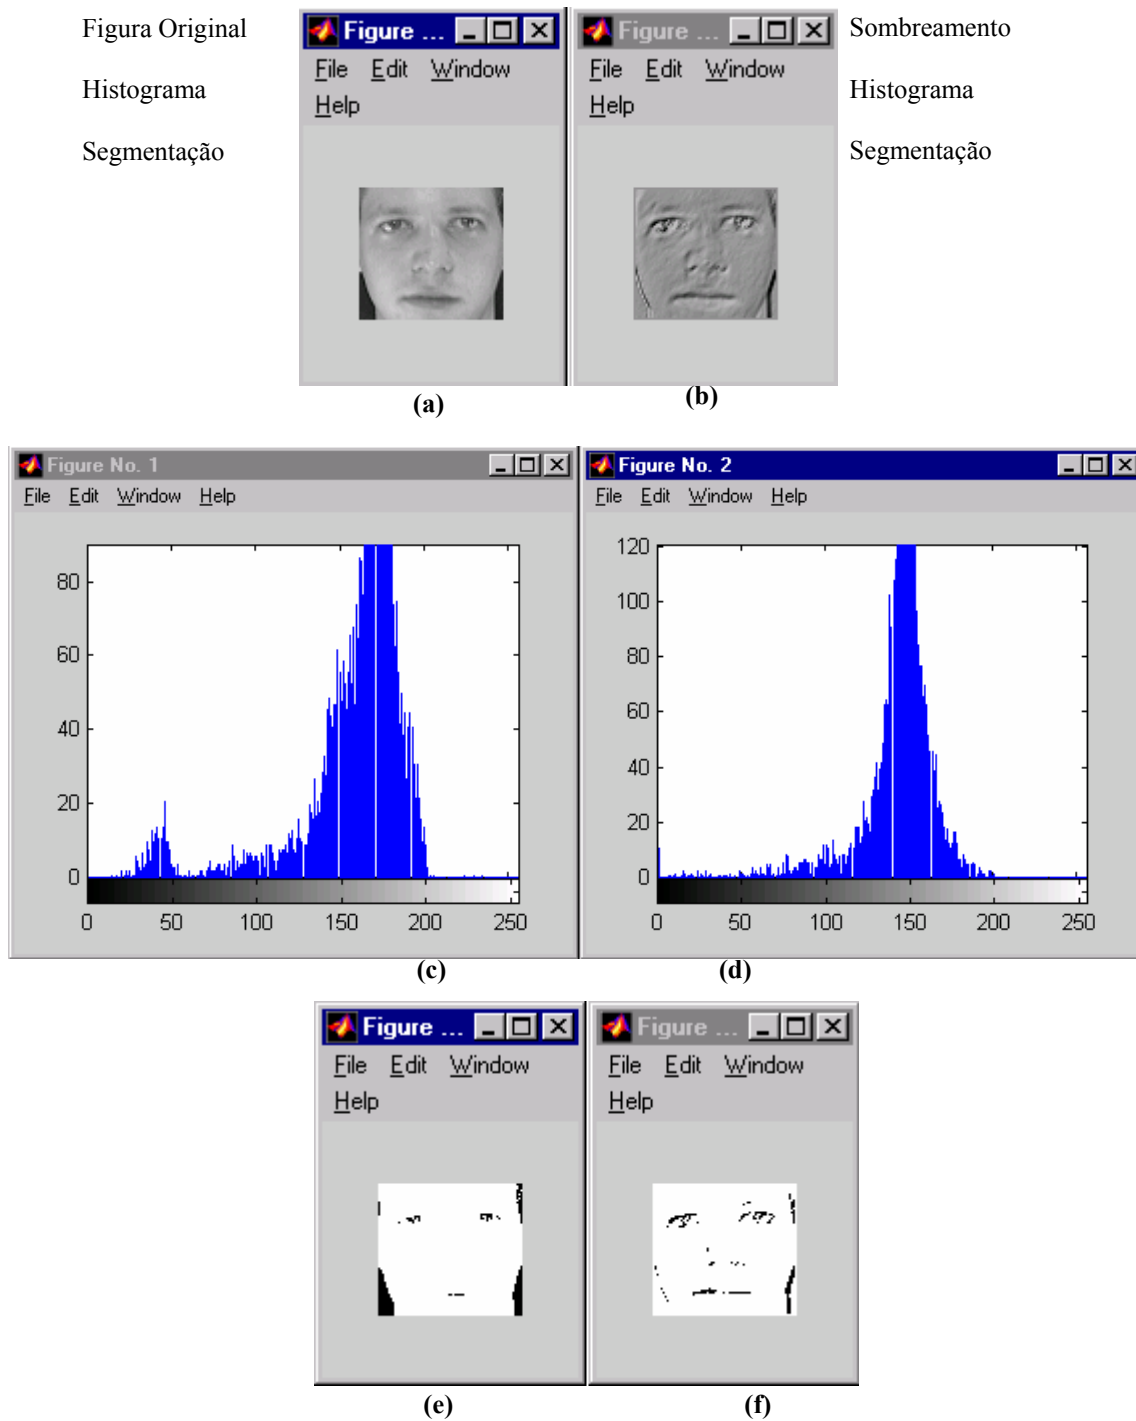 Figura Original
Histograma
Segmentação
Figure ...
File Edit Window
Help
Figure ...
File Edit Window
Help
Sombreamento
Histograma
Segmentação
(a)
(b)
Figure No. 1
File Edit Window Help
80
60
40
20
0
0 50 100 150 200 250
Figure No. 2
File Edit Window Help
120
100
80
60
40
20
0
0 50 100 150 200 250
(c)
(d)
Figure ...
File Edit Window
Help
Figure ...
File Edit Window
Help
(e)
(f)